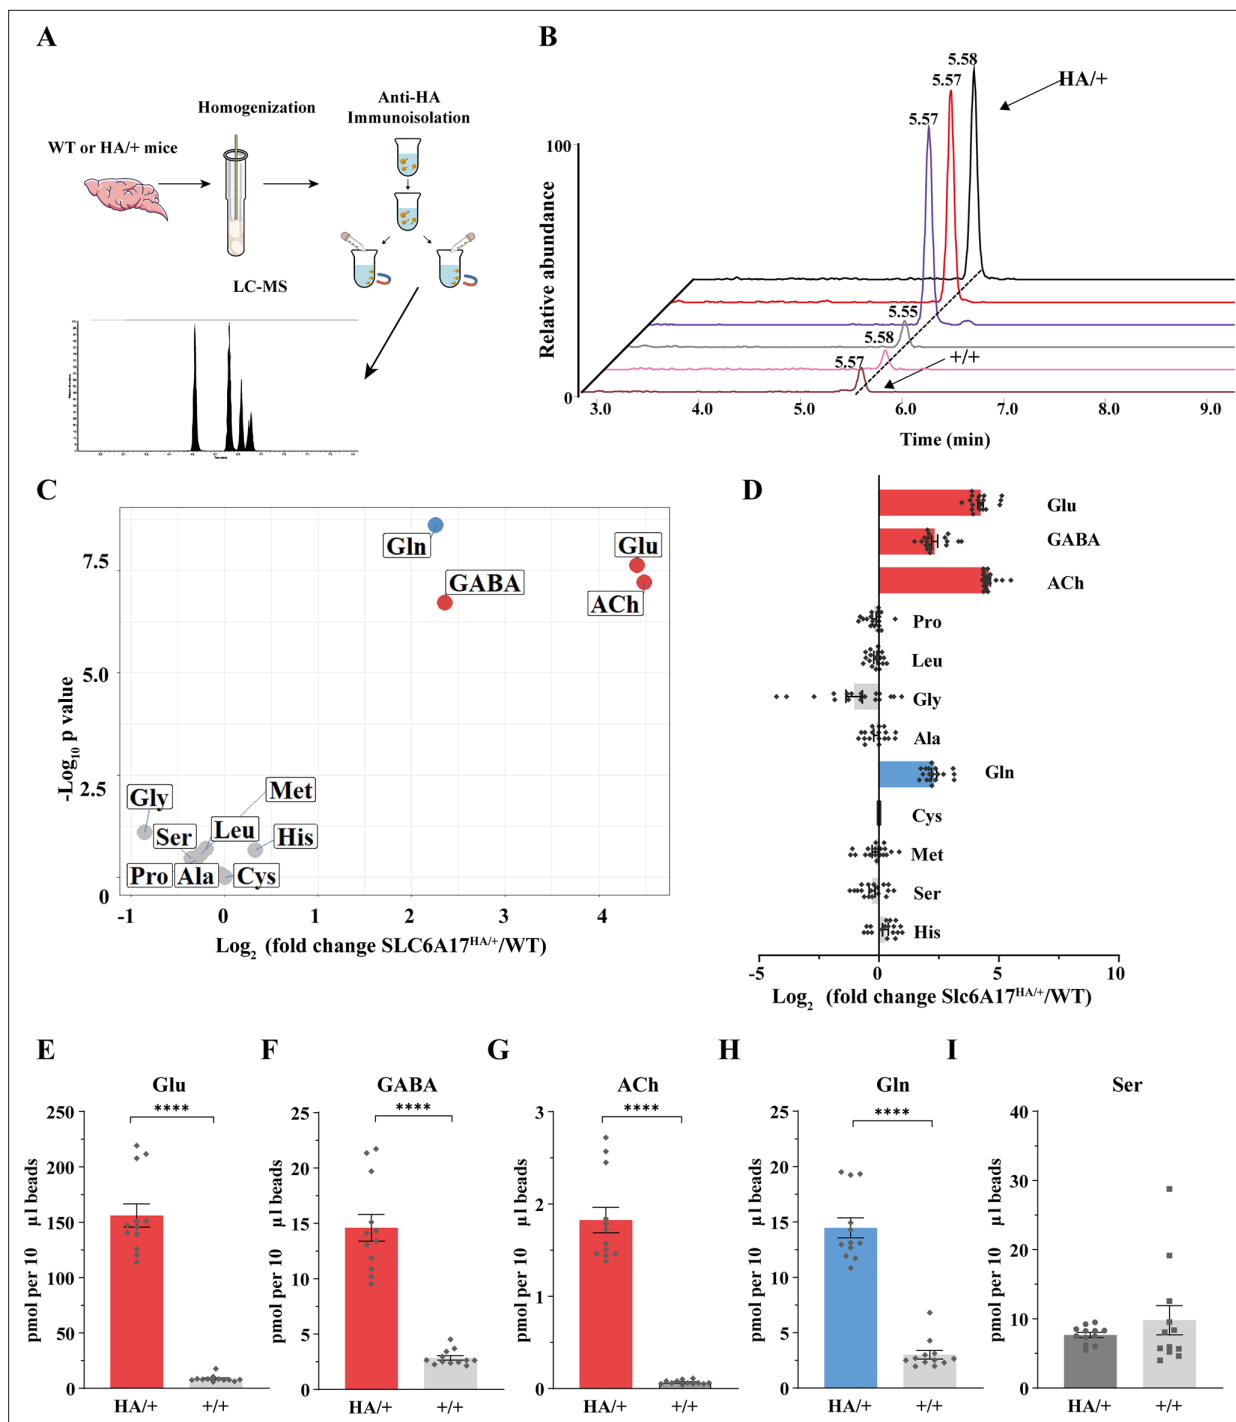 A
WT or HA/+ mice
Homogenization
Anti-HA
Immunoisolation
LC-MS
B
5.58
5.57
5.57
5.55
5.58
5.57
HA/+
+/+
100
0
Relative abundance
3.0 4.0 5.0 6.0 7.0 8.0 9.0
Time (min)
C
7.5
5.0
2.5
0
-Log10 p value
Gln
Glu
GABA
ACh
Gly
Met
Ser
Leu
His
Pro
Ala
Cys
-1 0 1 2 3 4
Log2 (fold change SLC6A17HA/+/WT)
D
Glu
GABA
ACh
Pro
Leu
Gly
Ala
Gln
Cys
Met
Ser
His
-5 0 5 10
Log2 (fold change Slc6A17HA/+/WT)
E
Glu
****
250
200
150
100
50
0
pmol per 10 µl beads
HA/+ +/+
F
GABA
****
25
20
15
10
5
0
pmol per 10 µl beads
HA/+ +/+
G
ACh
****
3
2
1
0
pmol per 10 µl beads
HA/+ +/+
H
Gln
****
25
20
15
10
5
0
pmol per 10 µl beads
HA/+ +/+
I
Ser
40
30
20
10
0
pmol per 10 µl beads
HA/+ +/+